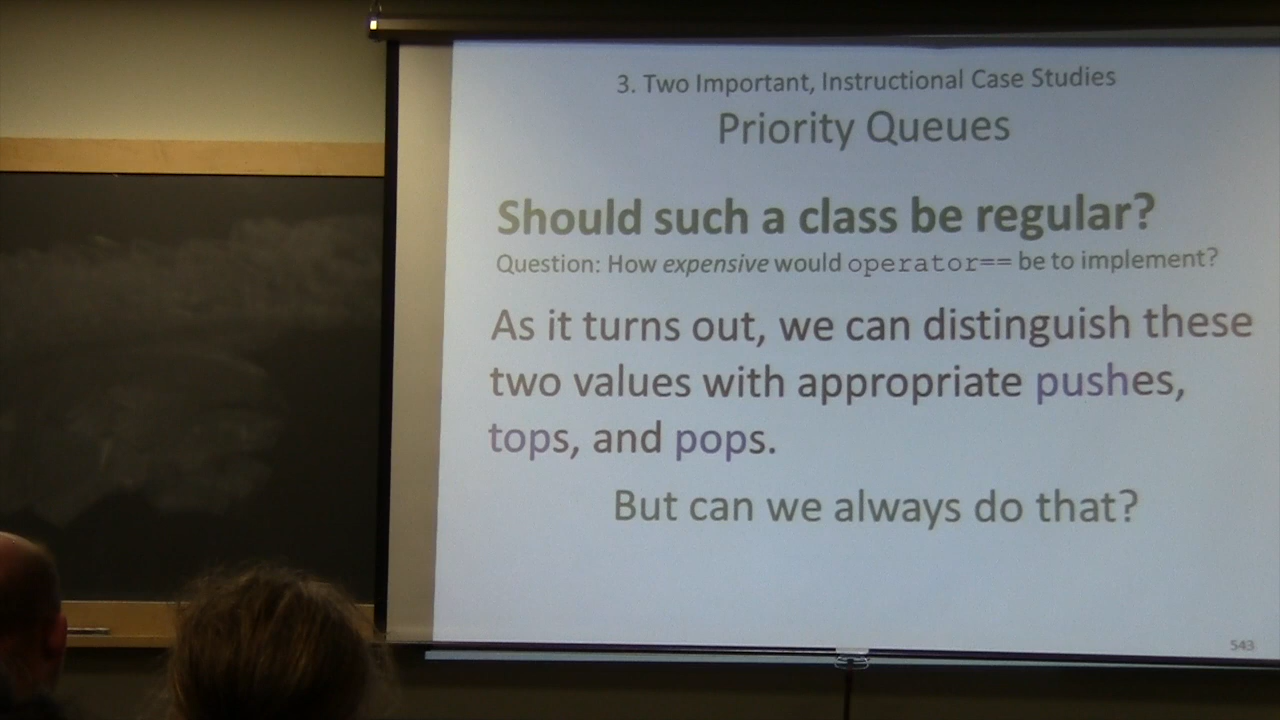 3. Two Important, Instructional Case Studies
Priority Queues
Should such a class be regular?
Question: How expensive would operator== be to implement?
As it turns out, we can distinguish these
two values with appropriate pushes,
tops, and pops.
But can we always do that?
543